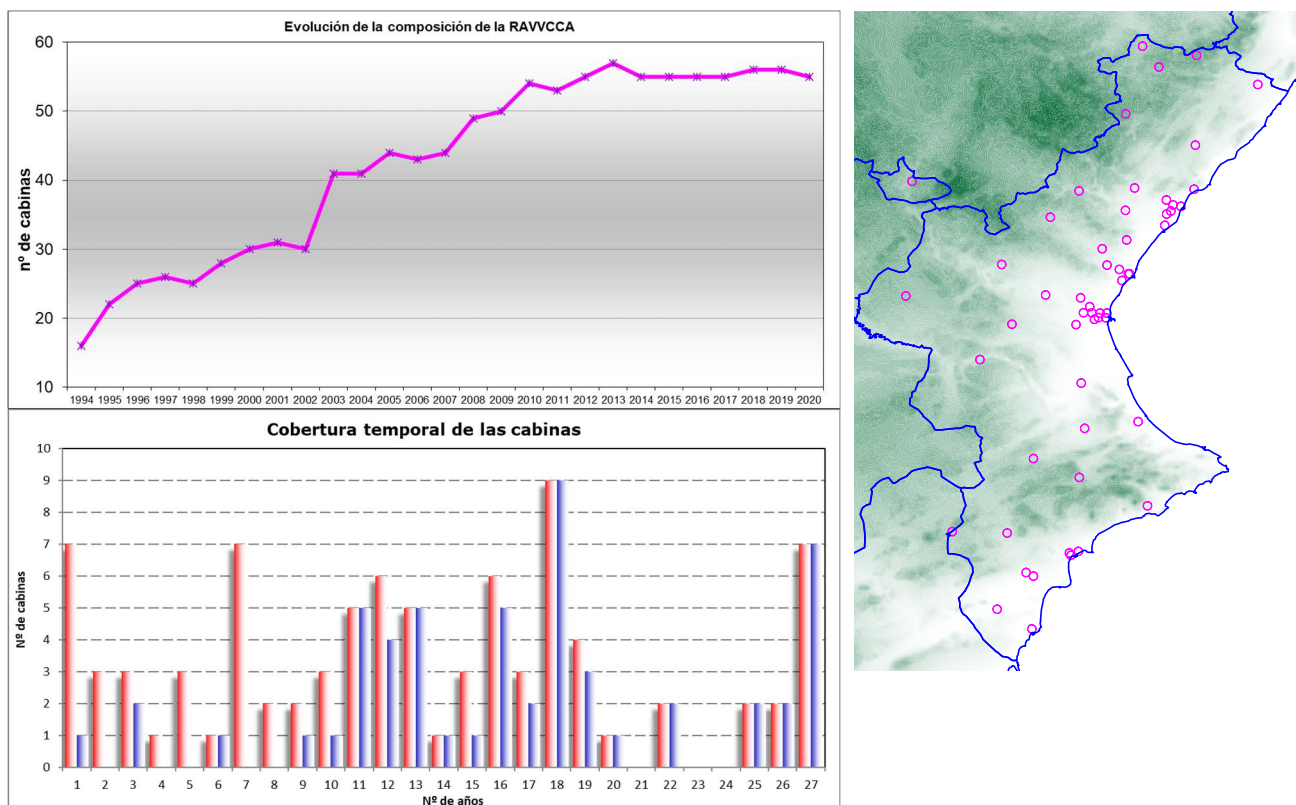 Evolución de la composición de la RAVVCCA
60
50
40
30
20
10
nº de cabinas
1994 1995 1996 1997 1998 1999 2000 2001 2002 2003 2004 2005 2006 2007 2008 2009 2010 2011 2012 2013 2014 2015 2016 2017 2018 2019 2020
Cobertura temporal de las cabinas
10
9
8
7
6
5
4
3
2
1
0
Nº de cabinas
1 2 3 4 5 6 7 8 9 10 11 12 13 14 15 16 17 18 19 20 21 22 23 24 25 26 27
Nº de años